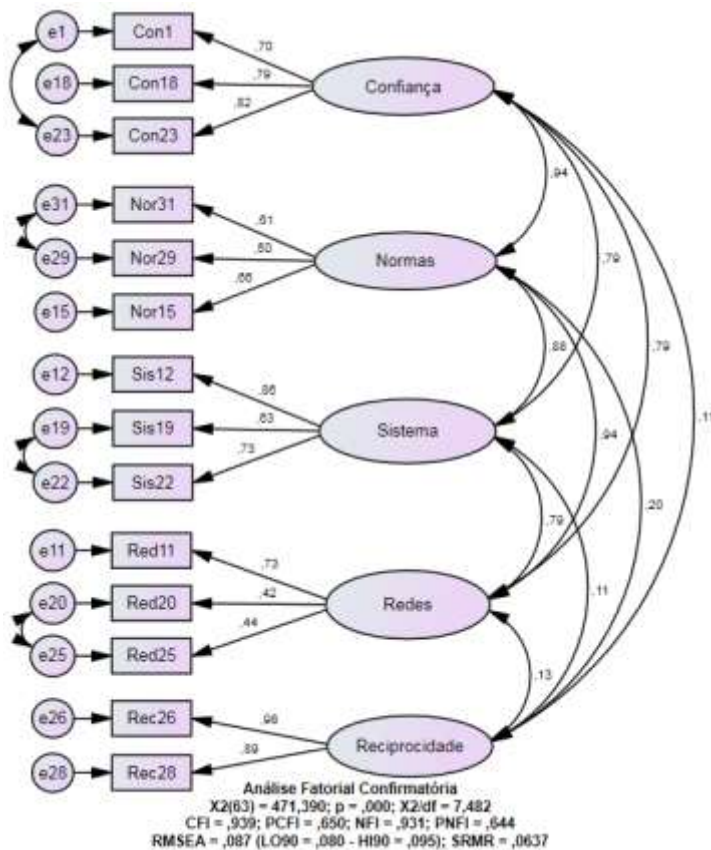 e1
Con1
,70
e18
Con18
,79
Confiança
e23
Con23
,82
,94
e31
Nor31
,61
e29
Nor29
,60
Normas
,79
e15
Nor15
,66
,88
,79
e12
Sis12
,86
e19
Sis19
,63
Sistema
,94
e22
Sis22
,73
,20
,79
,11
e11
Red11
,73
e20
Red20
,42
Redes
e25
Red25
,44
,13
e26
Rec26
,96
Reciprocidade
e28
Rec28
,89
Análise Fatorial Confirmatória
X2(63) = 471,390; p = ,000; X2/df = 7,482
CFI = ,939; PCFI = ,650; NFI = ,931; PNFI = ,644
RMSEA = ,087 (LO90 = ,080 - HI90 = ,095); SRMR = ,0637